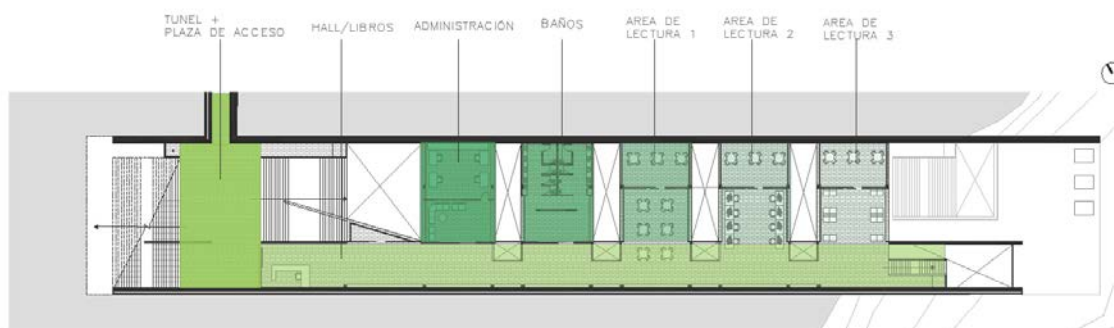 TUNEL +
PLAZA DE ACCESO
HALL/LIBROS
ADMINISTRACIÓN
BAÑOS
AREA DE
LECTURA 1
AREA DE
LECTURA 2
AREA DE
LECTURA 3